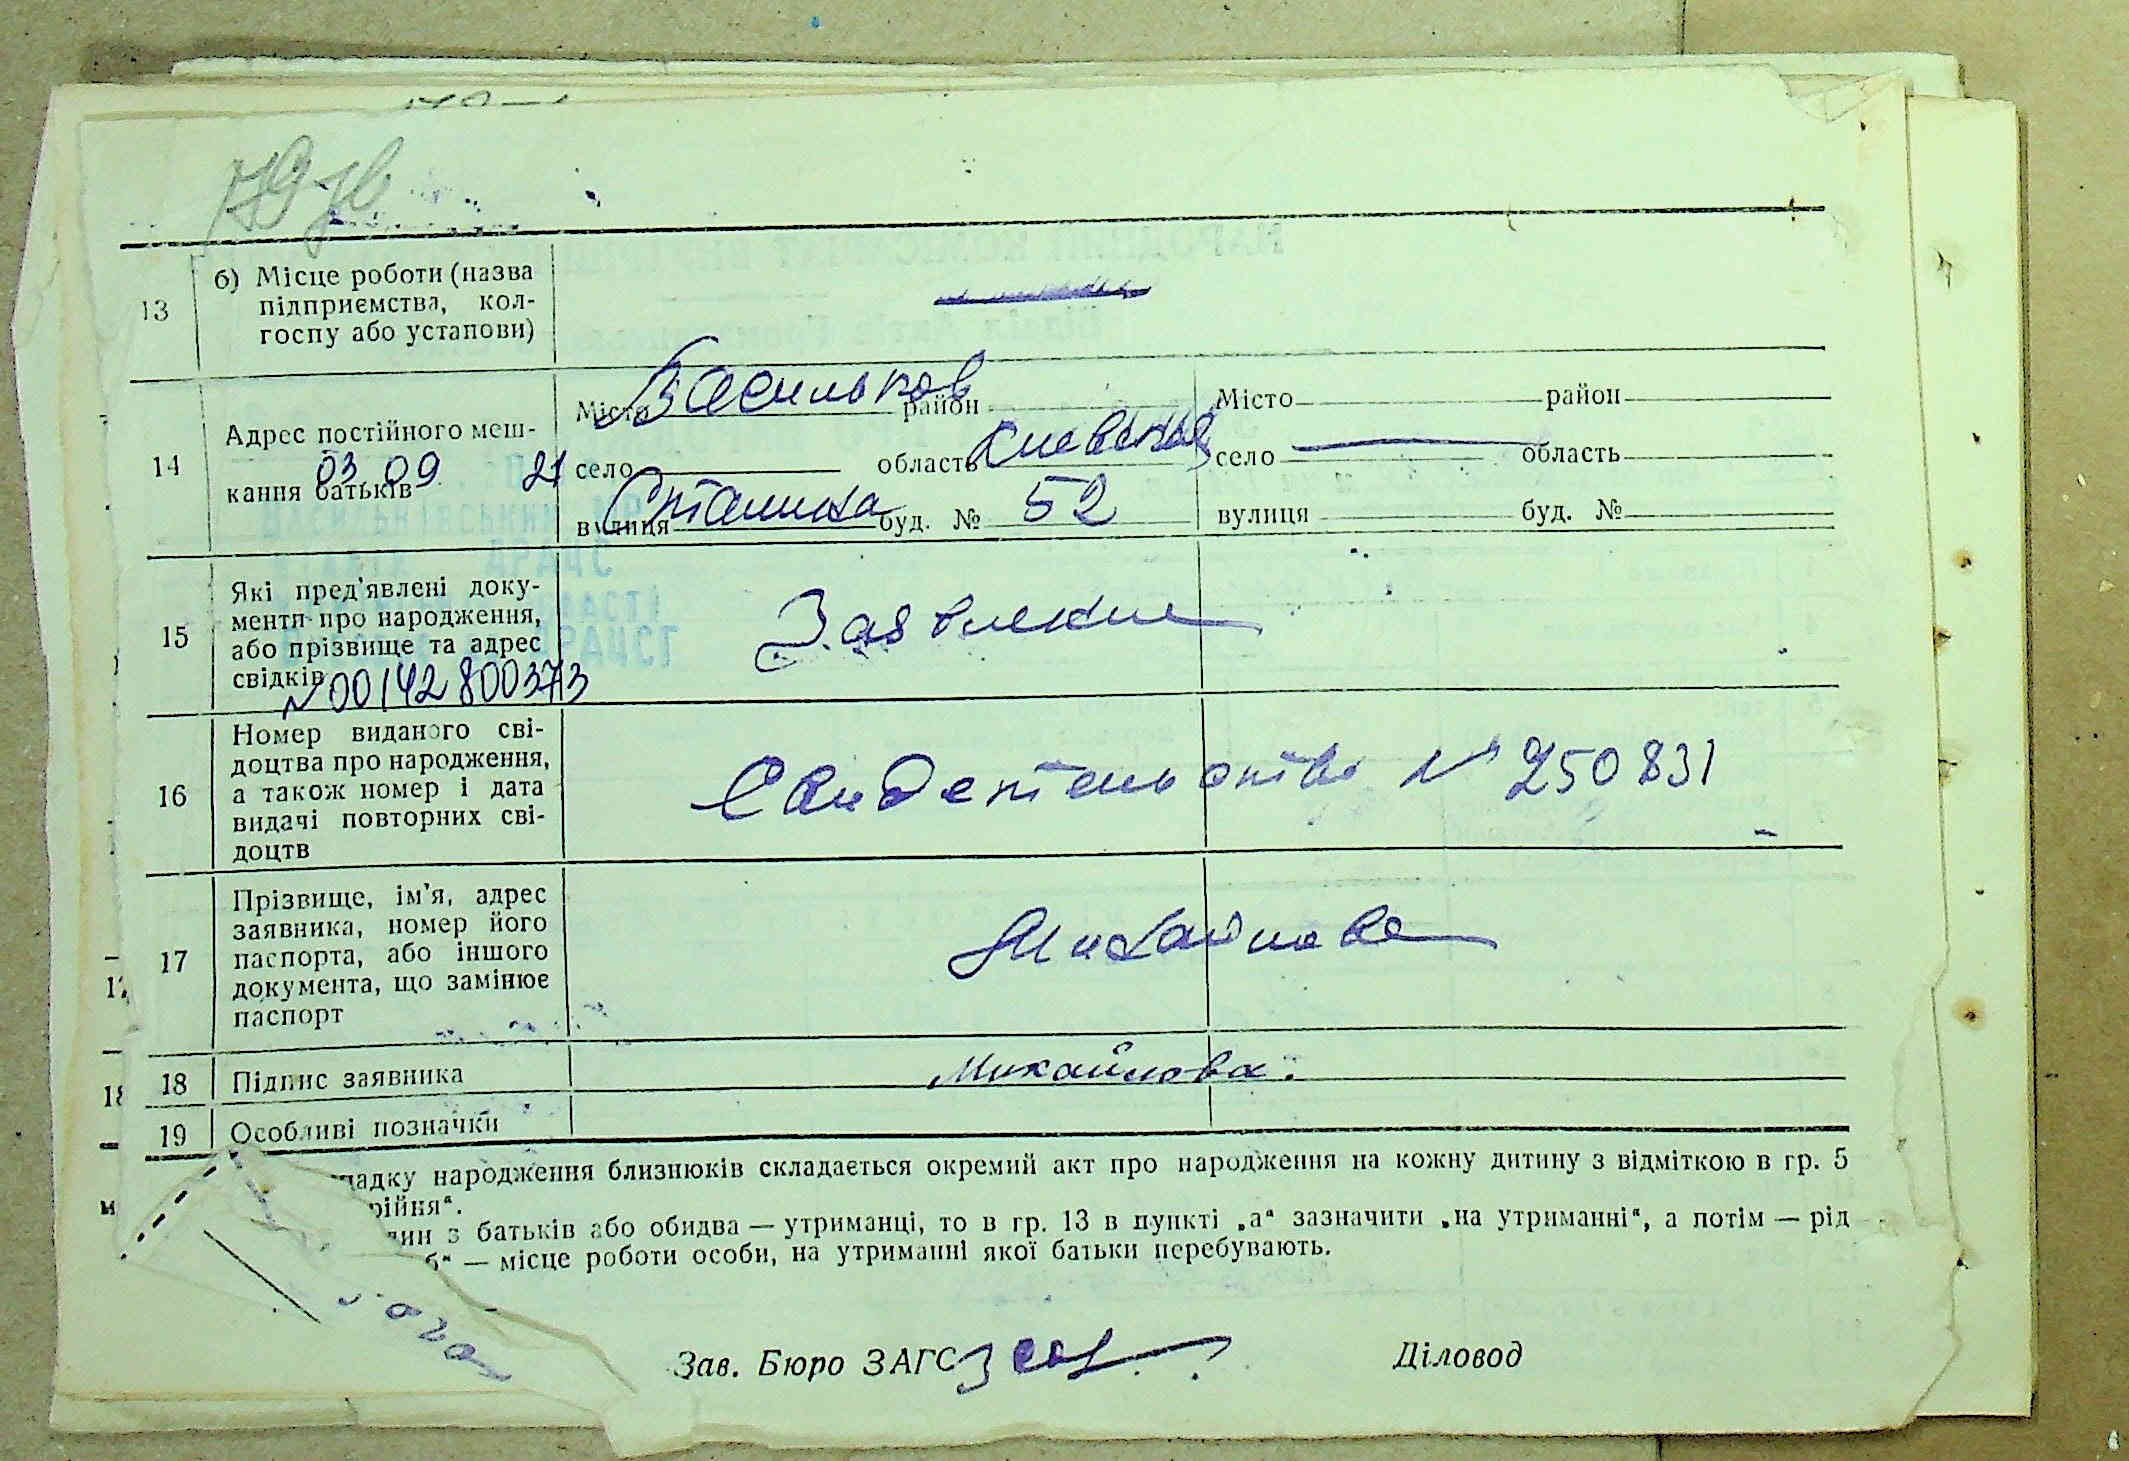 13
б) Місце роботи (назва
підприємства, кол-
госпу або установи)
14
Адрес постійного меш-
кання батьків
03 09 21
Місто Васильков район
село область Киевская
вулиця Сталина буд. № 52
Місто район
село область
вулиця буд. №
15
Які пред'явлені доку-
менти про народження,
або прізвище та адрес
свідків
№00142800373
Заявление
16
Номер виданого сві-
доцтва про народження,
а також номер і дата
видачі повторних сві-
доцтв
Свидетельство № 250831
17
Прізвище, ім'я, адрес
заявника, номер його
паспорта, або іншого
документа, що замінює
паспорт
Михайлова
18 Підпис заявника Михайлова.
19 Особливі позначки
падку народження близнюків складається окремий акт про народження на кожну дитину з відміткою в гр. 5
рійня“.
з батьків або обидва — утриманці, то в гр. 13 в пункті „а“ зазначити „на утриманні“, а потім — рід
б“ — місце роботи особи, на утриманні якої батьки перебувають.
Зав. Бюро ЗАГС
Діловод